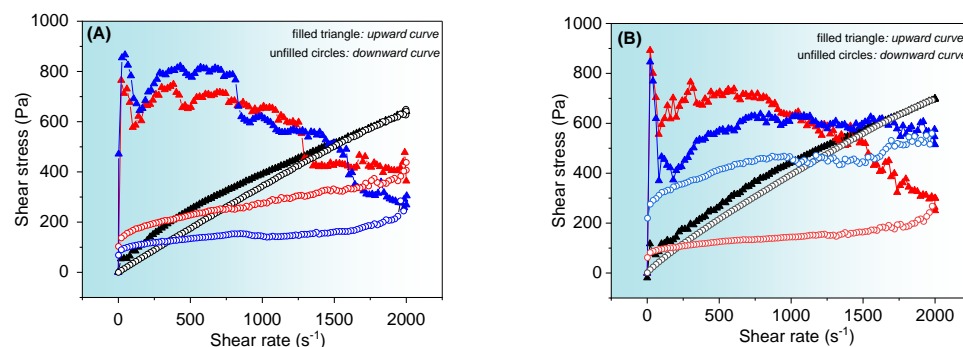 (A)
filled triangle: upward curve
unfilled circles: downward curve
Shear stress (Pa)
1000
800
600
400
200
0
0 500 1000 1500 2000
Shear rate (s⁻¹)
(B)
filled triangle: upward curve
unfilled circles: downward curve
Shear stress (Pa)
1000
800
600
400
200
0
0 500 1000 1500 2000
Shear rate (s⁻¹)